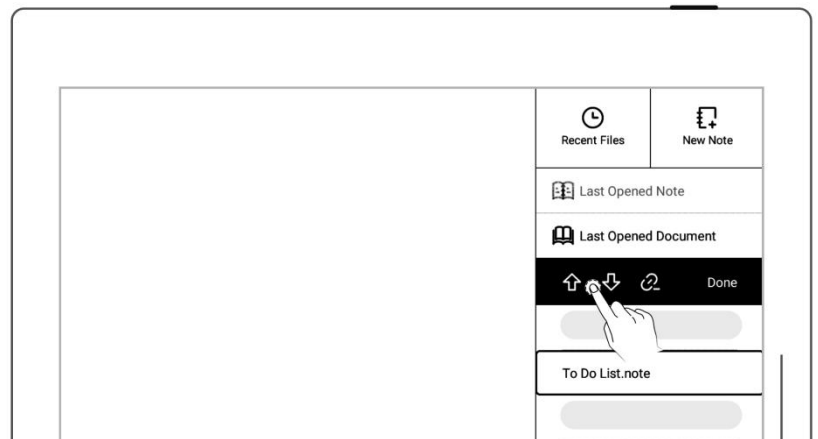 Recent Files
New Note
Last Opened Note
Last Opened Document
Done
To Do List.note